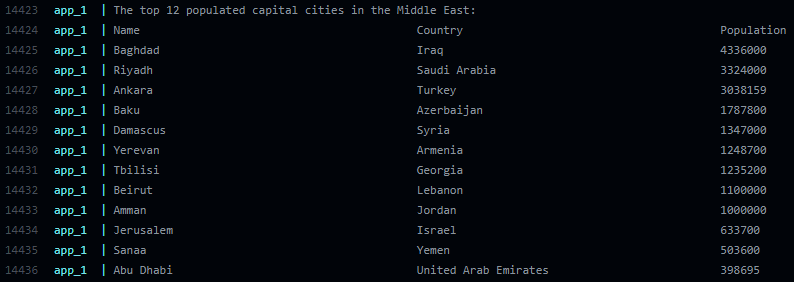 14423 app_1 | The top 12 populated capital cities in the Middle East:
14424 app_1 | Name Country Population
14425 app_1 | Baghdad Iraq 4336000
14426 app_1 | Riyadh Saudi Arabia 3324000
14427 app_1 | Ankara Turkey 3038159
14428 app_1 | Baku Azerbaijan 1787800
14429 app_1 | Damascus Syria 1347000
14430 app_1 | Yerevan Armenia 1248700
14431 app_1 | Tbilisi Georgia 1235200
14432 app_1 | Beirut Lebanon 1100000
14433 app_1 | Amman Jordan 1000000
14434 app_1 | Jerusalem Israel 633700
14435 app_1 | Sanaa Yemen 503600
14436 app_1 | Abu Dhabi United Arab Emirates 398695